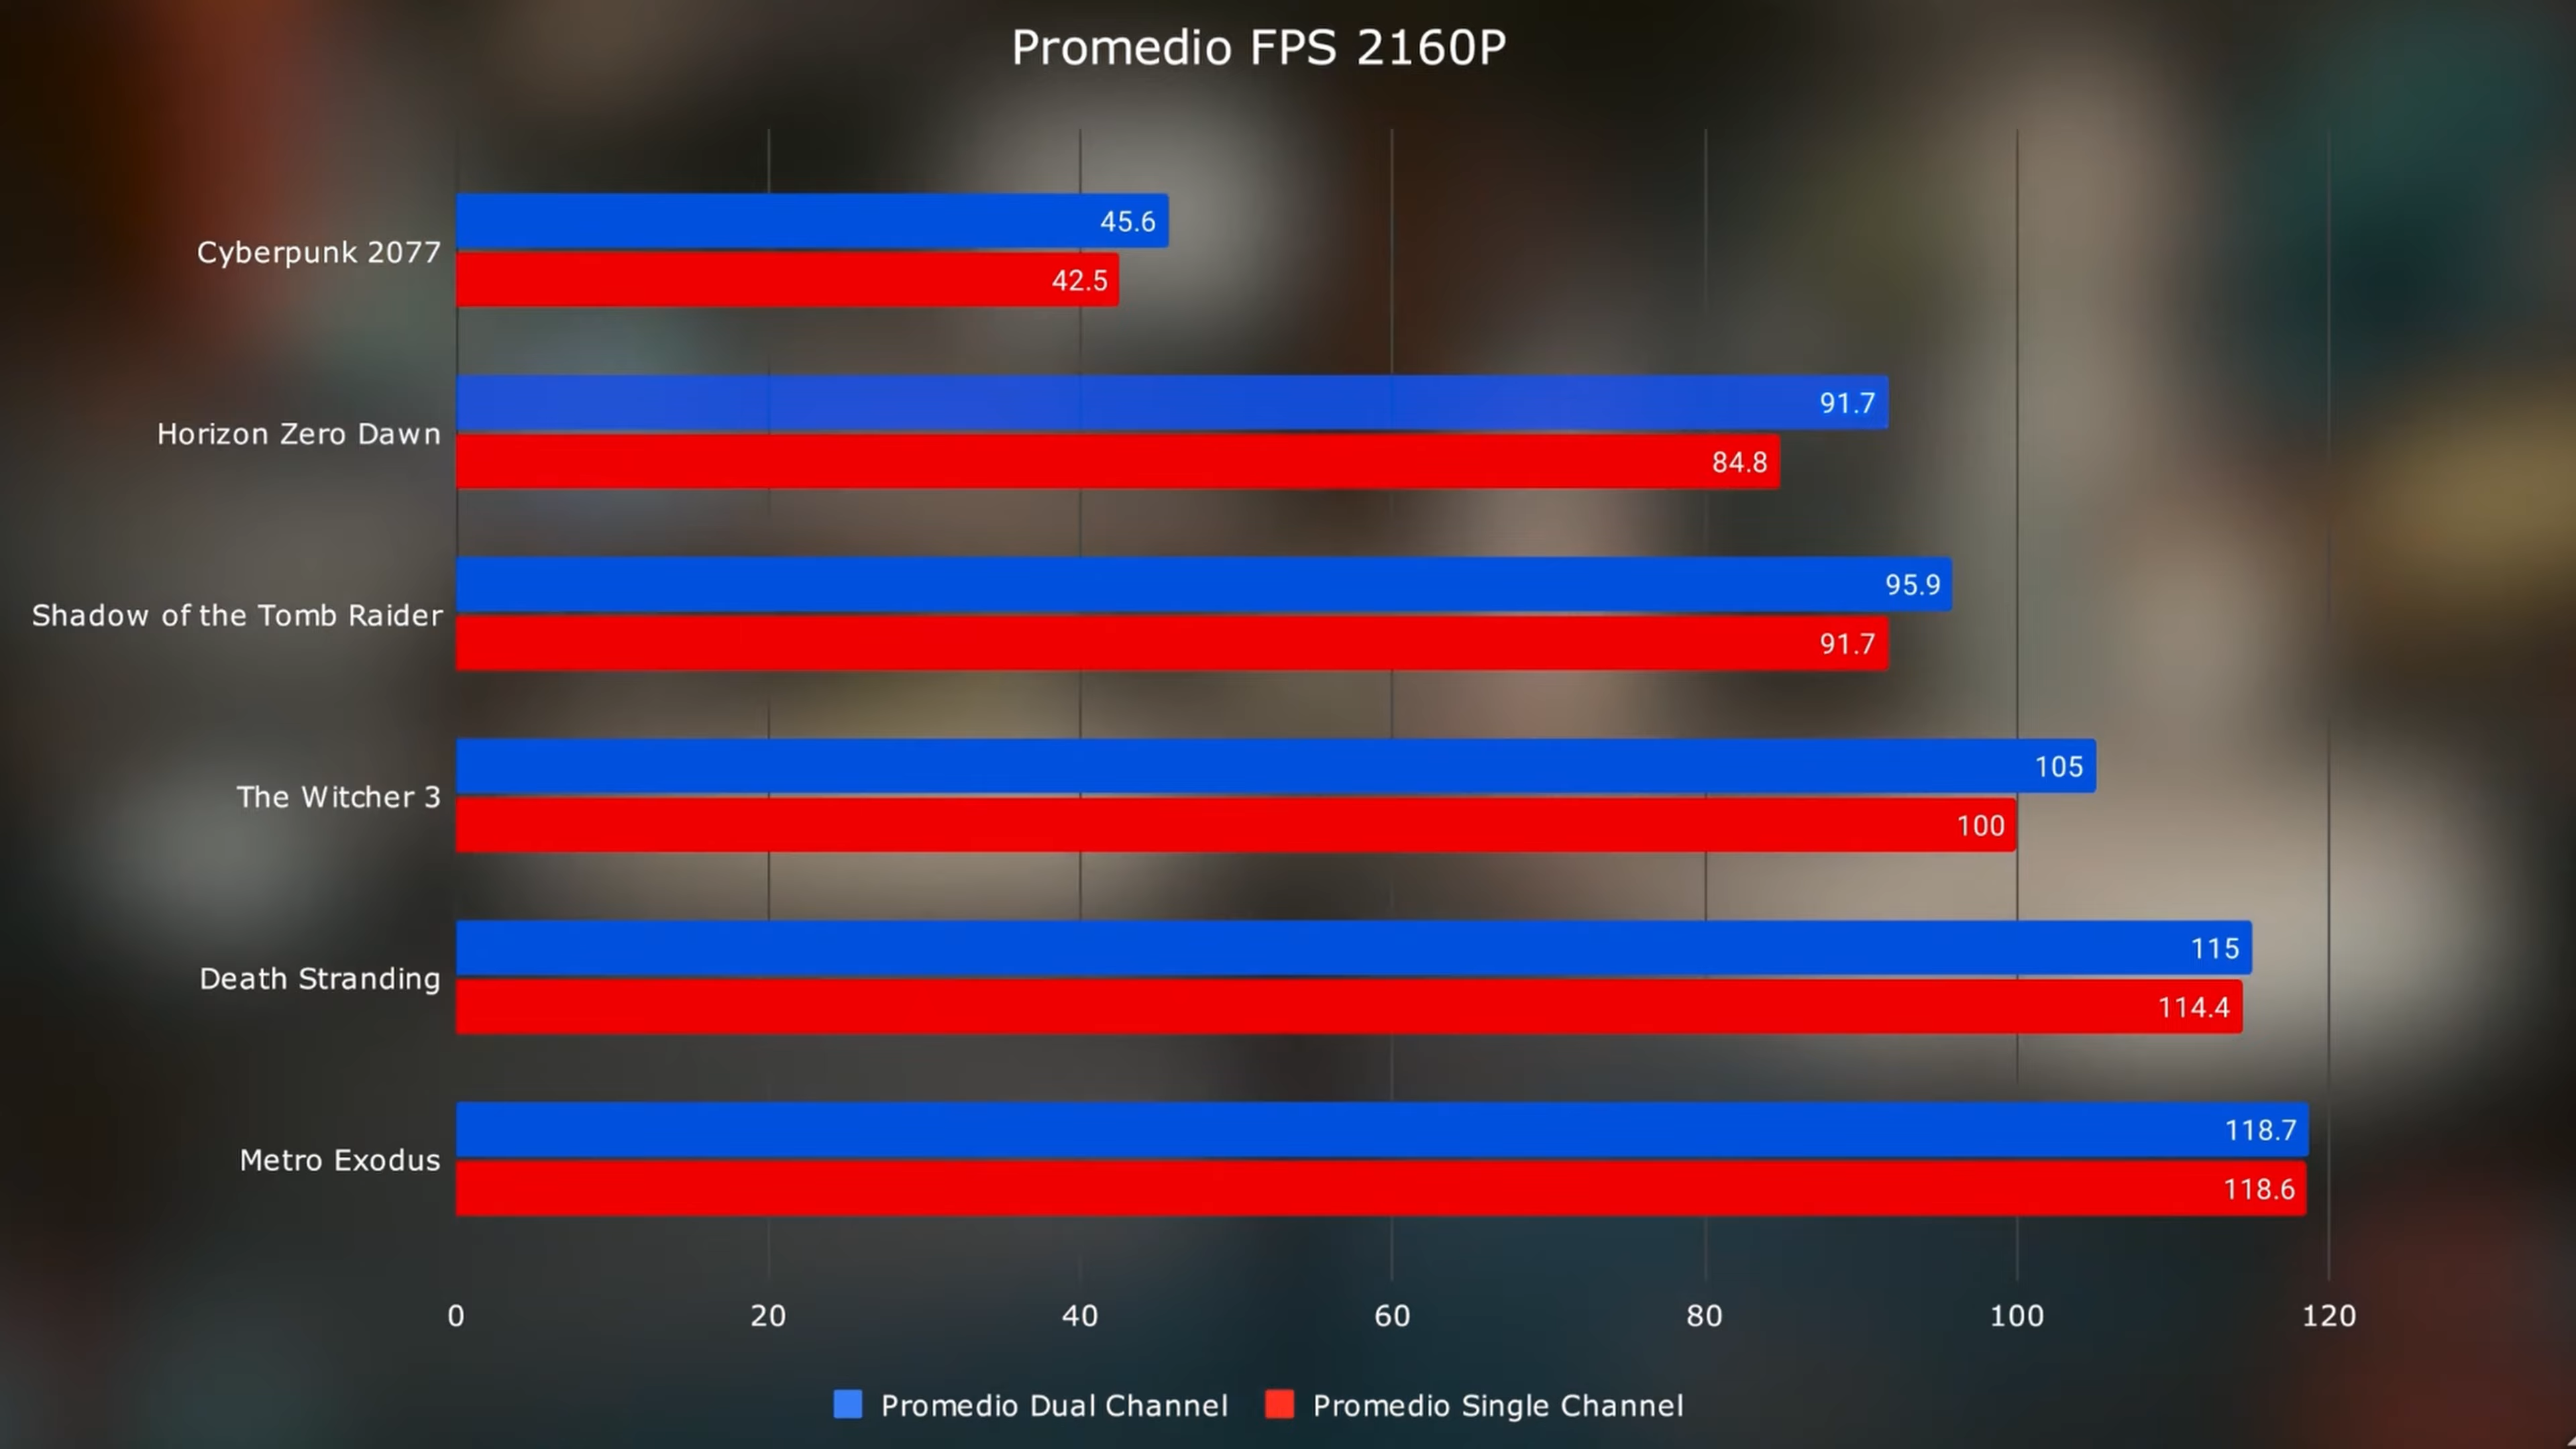 Promedio FPS 2160P
Cyberpunk 2077
45.6
42.5
Horizon Zero Dawn
91.7
84.8
Shadow of the Tomb Raider
95.9
91.7
The Witcher 3
105
100
Death Stranding
115
114.4
Metro Exodus
118.7
118.6
0 20 40 60 80 100 120
Promedio Dual Channel Promedio Single Channel